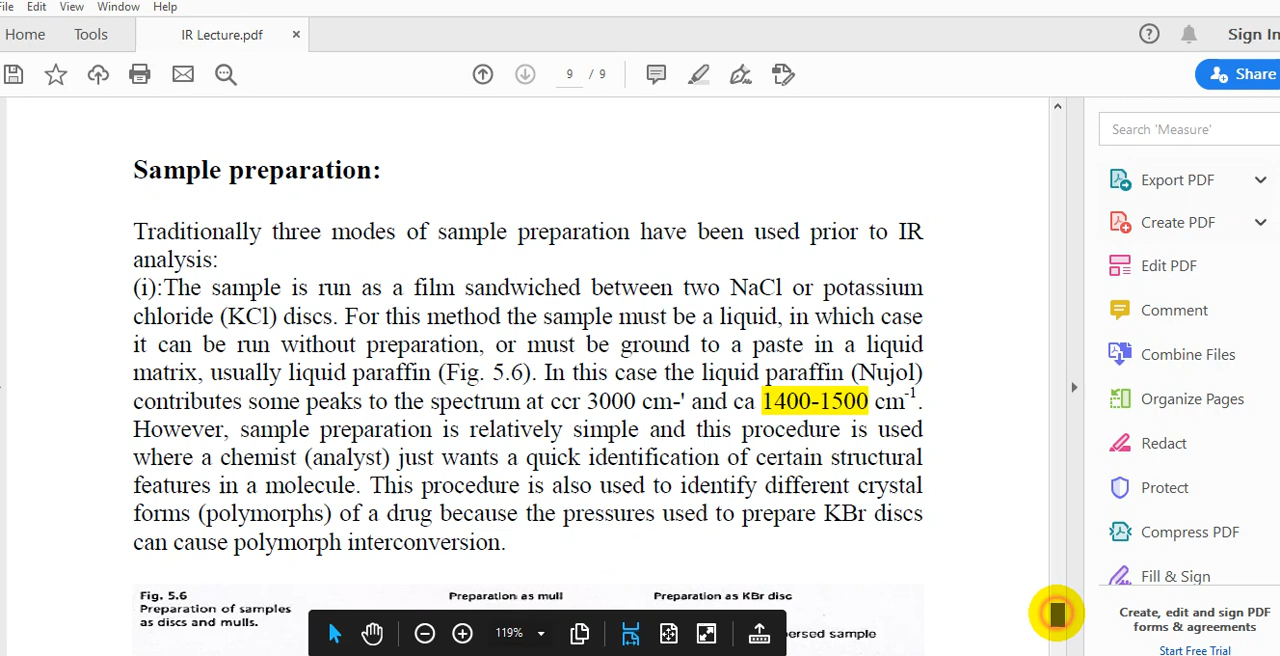 File Edit View Window Help
Home Tools IR Lecture.pdf × Sign In
9 / 9 Share
Sample preparation:
Traditionally three modes of sample preparation have been used prior to IR
analysis:
(i):The sample is run as a film sandwiched between two NaCl or potassium
chloride (KCl) discs. For this method the sample must be a liquid, in which case
it can be run without preparation, or must be ground to a paste in a liquid
matrix, usually liquid paraffin (Fig. 5.6). In this case the liquid paraffin (Nujol)
contributes some peaks to the spectrum at ccr 3000 cm-' and ca 1400-1500 cm-1.
However, sample preparation is relatively simple and this procedure is used
where a chemist (analyst) just wants a quick identification of certain structural
features in a molecule. This procedure is also used to identify different crystal
forms (polymorphs) of a drug because the pressures used to prepare KBr discs
can cause polymorph interconversion.
Fig. 5.6
Preparation of samples
as discs and mulls.
Preparation as mull
Preparation as KBr disc
ersed sample
119%
Search 'Measure'
Export PDF
Create PDF
Edit PDF
Comment
Combine Files
Organize Pages
Redact
Protect
Compress PDF
Fill & Sign
Create, edit and sign PDF
forms & agreements
Start Free Trial